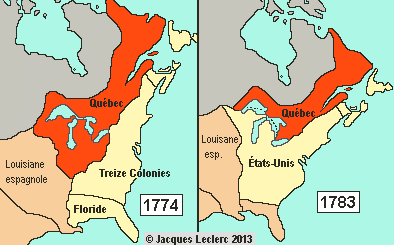 Québec
Louisiane
espagnole
Treize Colonies
Floride
1774
Québec
Louisiane
esp.
États-Unis
1783
© Jacques Leclerc 2013